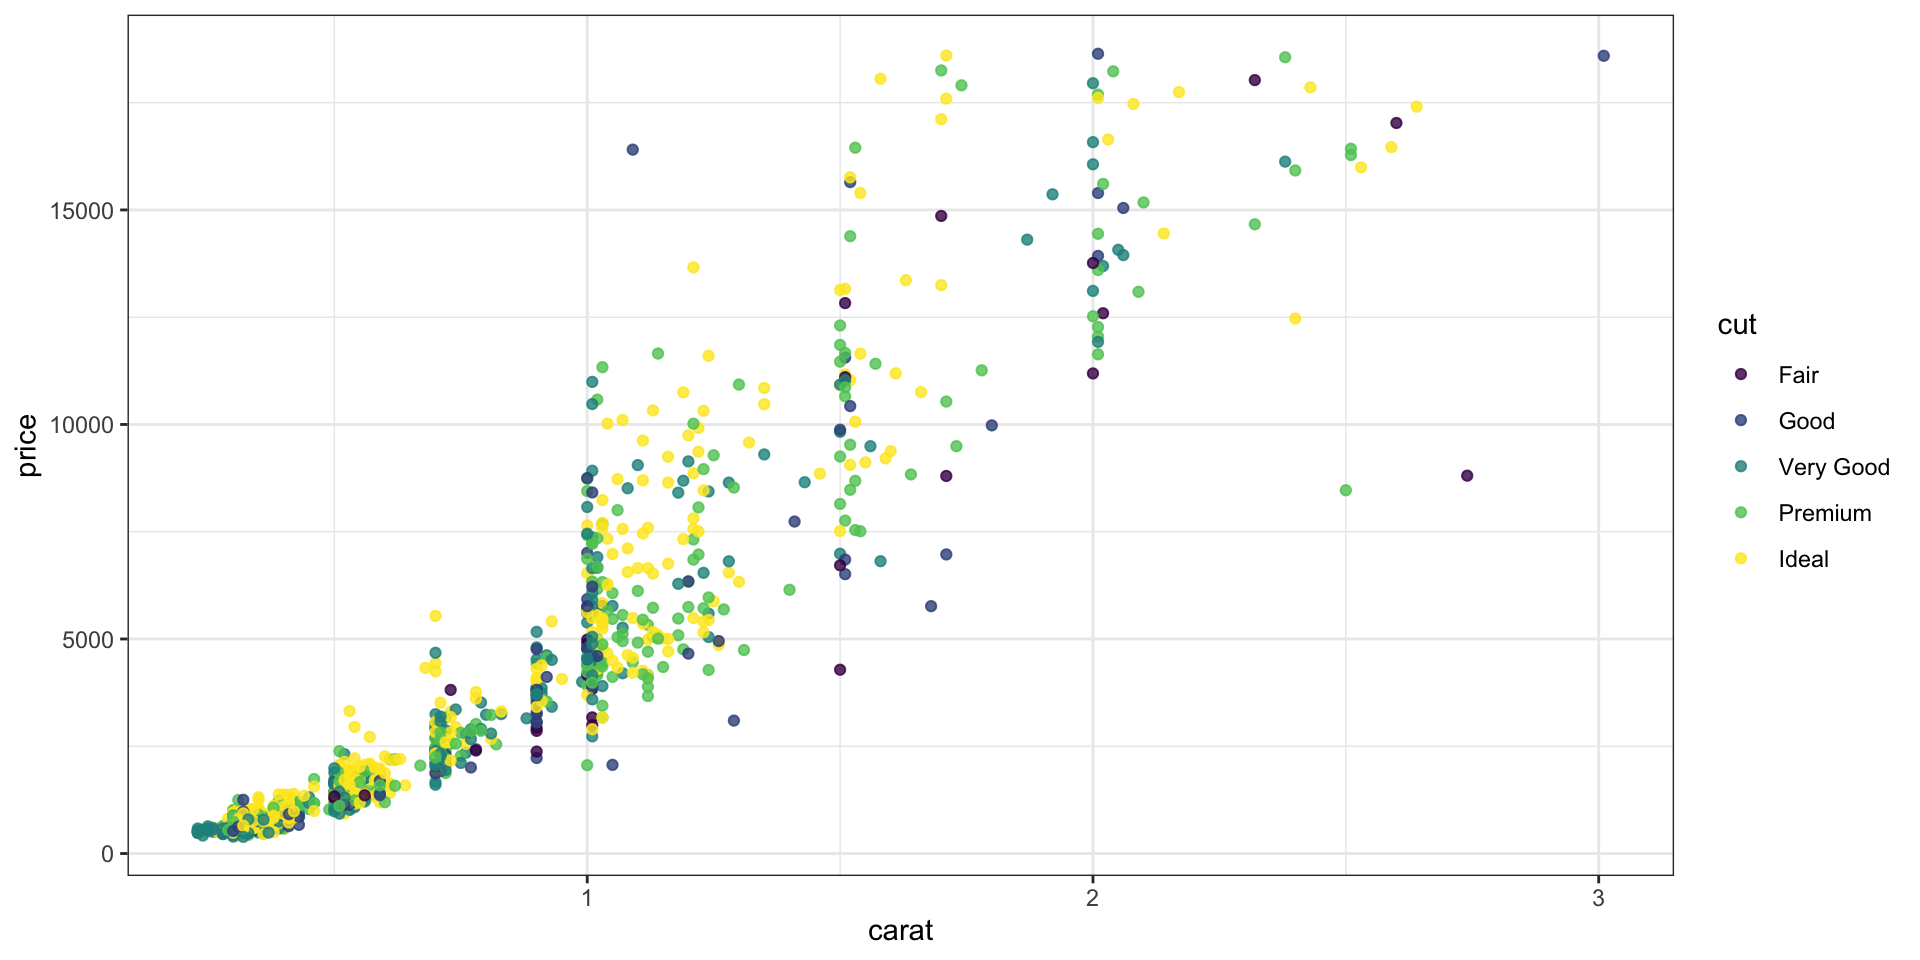 15000
10000
5000
0
price
1
2
3
carat
cut
Fair
Good
Very Good
Premium
Ideal